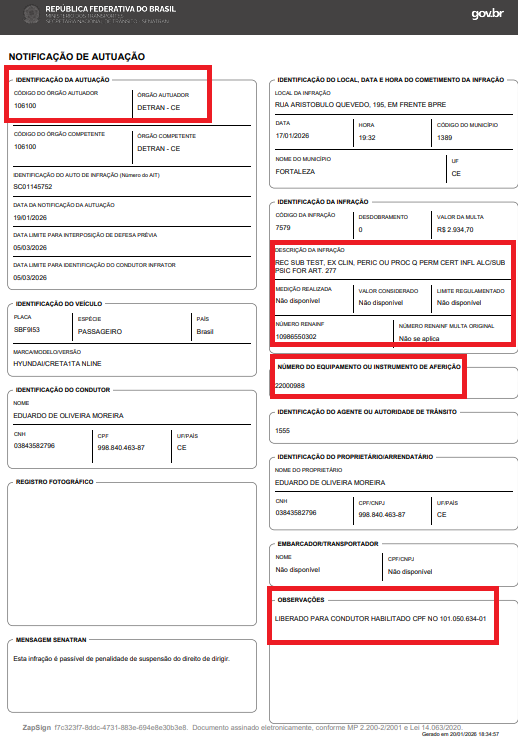 REPÚBLICA FEDERATIVA DO BRASIL
MINISTÉRIO DOS TRANSPORTES
SECRETARIA NACIONAL DE TRÂNSITO - SENATRAN
gov.br
NOTIFICAÇÃO DE AUTUAÇÃO
IDENTIFICAÇÃO DA AUTUAÇÃO
CÓDIGO DO ÓRGÃO AUTUADOR
106100
ÓRGÃO AUTUADOR
DETRAN - CE
CÓDIGO DO ÓRGÃO COMPETENTE
106100
ÓRGÃO COMPETENTE
DETRAN - CE
IDENTIFICAÇÃO DO AUTO DE INFRAÇÃO (Número do AIT)
SC01145752
DATA DA NOTIFICAÇÃO DA AUTUAÇÃO
19/01/2026
DATA LIMITE PARA INTERPOSIÇÃO DE DEFESA PRÉVIA
05/03/2026
DATA LIMITE PARA IDENTIFICAÇÃO DO CONDUTOR INFRATOR
05/03/2026
IDENTIFICAÇÃO DO VEÍCULO
PLACA
SBF9I53
ESPÉCIE
PASSAGEIRO
PAÍS
Brasil
MARCA/MODELO/VERSÃO
HYUNDAI/CRETA1TA NLINE
IDENTIFICAÇÃO DO CONDUTOR
NOME
EDUARDO DE OLIVEIRA MOREIRA
CNH
03843582796
CPF
998.840.463-87
UF/PAÍS
CE
REGISTRO FOTOGRÁFICO
MENSAGEM SENATRAN
Esta infração é passível de penalidade de suspensão do direito de dirigir.
IDENTIFICAÇÃO DO LOCAL, DATA E HORA DO COMETIMENTO DA INFRAÇÃO
LOCAL DA INFRAÇÃO
RUA ARISTOBULO QUEVEDO, 195, EM FRENTE BPRE
DATA
17/01/2026
HORA
19:32
CÓDIGO DO MUNICÍPIO
1389
NOME DO MUNICÍPIO
FORTALEZA
UF
CE
IDENTIFICAÇÃO DA INFRAÇÃO
CÓDIGO DA INFRAÇÃO
7579
DESDOBRAMENTO
0
VALOR DA MULTA
R$ 2.934,70
DESCRIÇÃO DA INFRAÇÃO
REC SUB TEST, EX CLIN, PERIC OU PROC Q PERM CERT INFL ALC/SUB
PSIC FOR ART. 277
MEDIÇÃO REALIZADA
Não disponível
VALOR CONSIDERADO
Não disponível
LIMITE REGULAMENTADO
Não disponível
NÚMERO RENAINF
10986550302
NÚMERO RENAINF MULTA ORIGINAL
Não se aplica
NÚMERO DO EQUIPAMENTO OU INSTRUMENTO DE AFERIÇÃO
22000988
IDENTIFICAÇÃO DO AGENTE OU AUTORIDADE DE TRÂNSITO
1555
IDENTIFICAÇÃO DO PROPRIETÁRIO/ARRENDATÁRIO
NOME DO PROPRIETÁRIO
EDUARDO DE OLIVEIRA MOREIRA
CNH
03843582796
CPF/CNPJ
998.840.463-87
UF/PAÍS
CE
EMBARCADOR/TRANSPORTADOR
NOME
Não disponível
CPF/CNPJ
Não disponível
OBSERVAÇÕES
LIBERADO PARA CONDUTOR HABILITADO CPF NO 101.050.634-01
ZapSign f7c323f7-8ddc-4731-883e-694e8e30b3e8. Documento assinado eletronicamente, conforme MP 2.200-2/2001 e Lei 14.063/2020.
Gerado em 20/01/2026 18:34:57